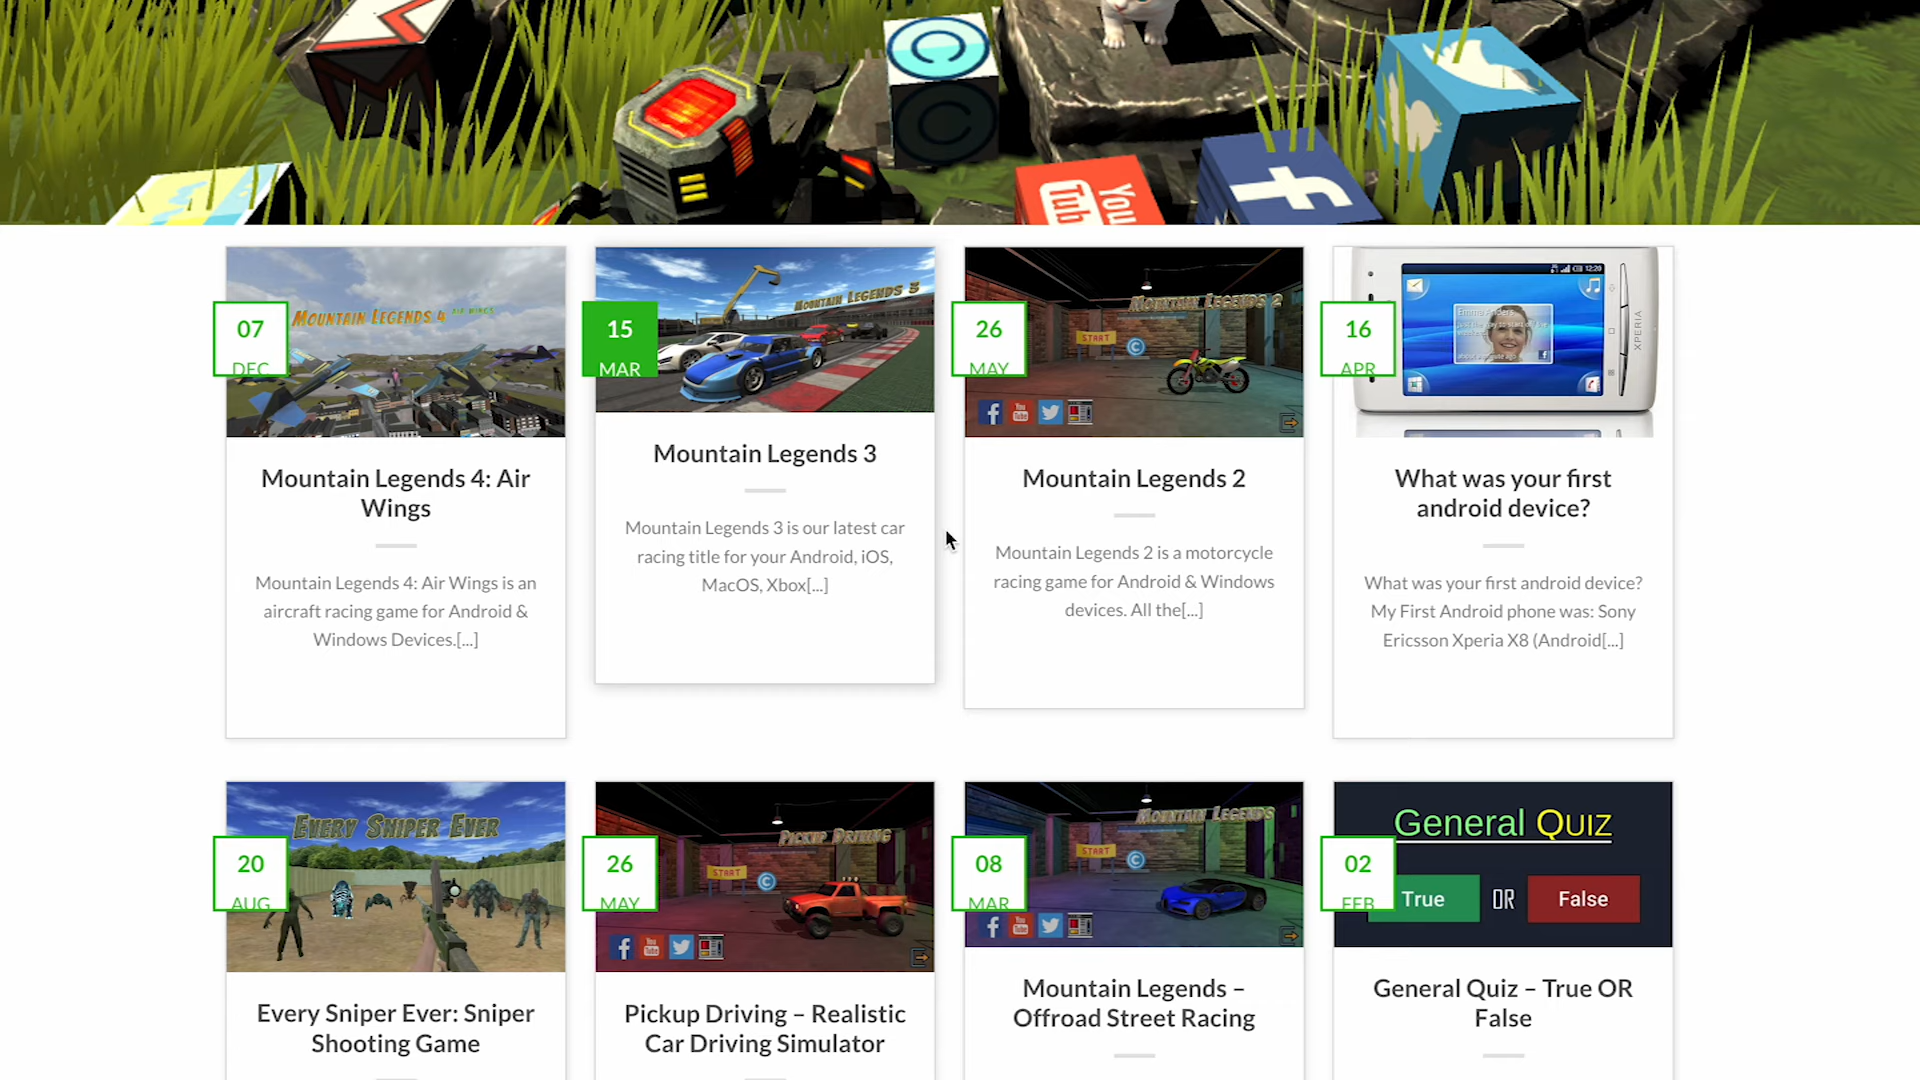 You
Tube
07
DEC
MOUNTAIN LEGENDS 4 AIR WINGS
Mountain Legends 4: Air
Wings
Mountain Legends 4: Air Wings is an
aircraft racing game for Android &
Windows Devices.[...]
15
MAR
MOUNTAIN LEGENDS 3
Mountain Legends 3
Mountain Legends 3 is our latest car
racing title for your Android, iOS,
MacOS, Xbox[...]
26
MAY
MOUNTAIN LEGENDS 2
START
Mountain Legends 2
Mountain Legends 2 is a motorcycle
racing game for Android & Windows
devices. All the[...]
16
APR
12:20
XPERIA
What was your first
android device?
What was your first android device?
My First Android phone was: Sony
Ericsson Xperia X8 (Android[...]
20
AUG
EVERY SNIPER EVER
Every Sniper Ever: Sniper
Shooting Game
26
MAY
PICKUP DRIVING
START
Pickup Driving – Realistic
Car Driving Simulator
08
MAR
MOUNTAIN LEGENDS
START
Mountain Legends –
Offroad Street Racing
02
FEB
General Quiz
True OR False
General Quiz – True OR
False